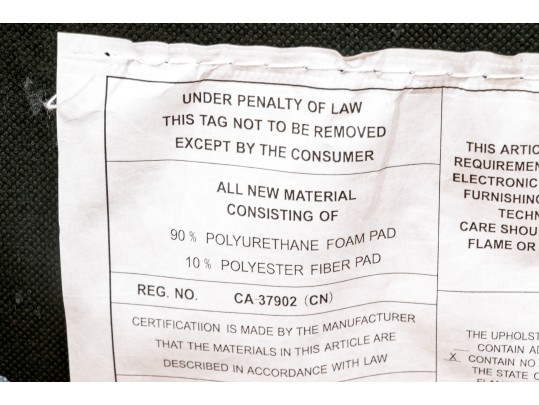 UNDER PENALTY OF LAW
THIS TAG NOT TO BE REMOVED
EXCEPT BY THE CONSUMER
ALL NEW MATERIAL
CONSISTING OF
90% POLYURETHANE FOAM PAD
10% POLYESTER FIBER PAD
REG. NO. CA 37902 (CN)
CERTIFICATIION IS MADE BY THE MANUFACTURER
THAT THE MATERIALS IN THIS ARTICLE ARE
DESCRIBED IN ACCORDANCE WITH LAW
THIS ARTIC
REQUIREMEN
ELECTRONIC
FURNISHING
TECHN
CARE SHOU
FLAME OR
THE UPHOLST
CONTAIN AD
X CONTAIN NO
THE STATE O